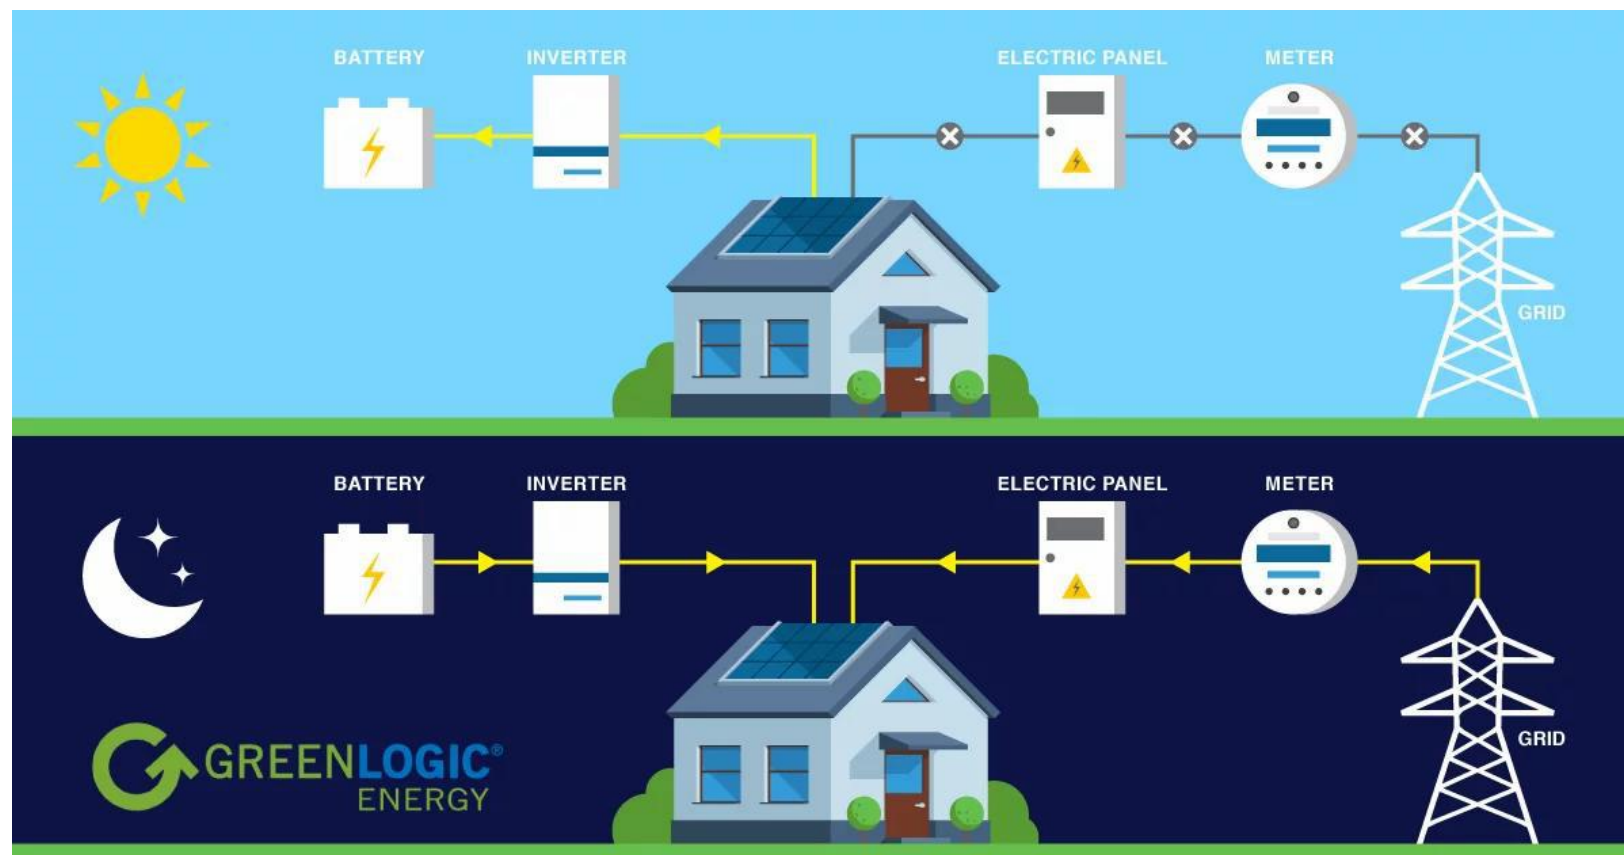 BATTERY
INVERTER
ELECTRIC PANEL
METER
GRID
BATTERY
INVERTER
ELECTRIC PANEL
METER
GRID
GREENLOGIC®
ENERGY